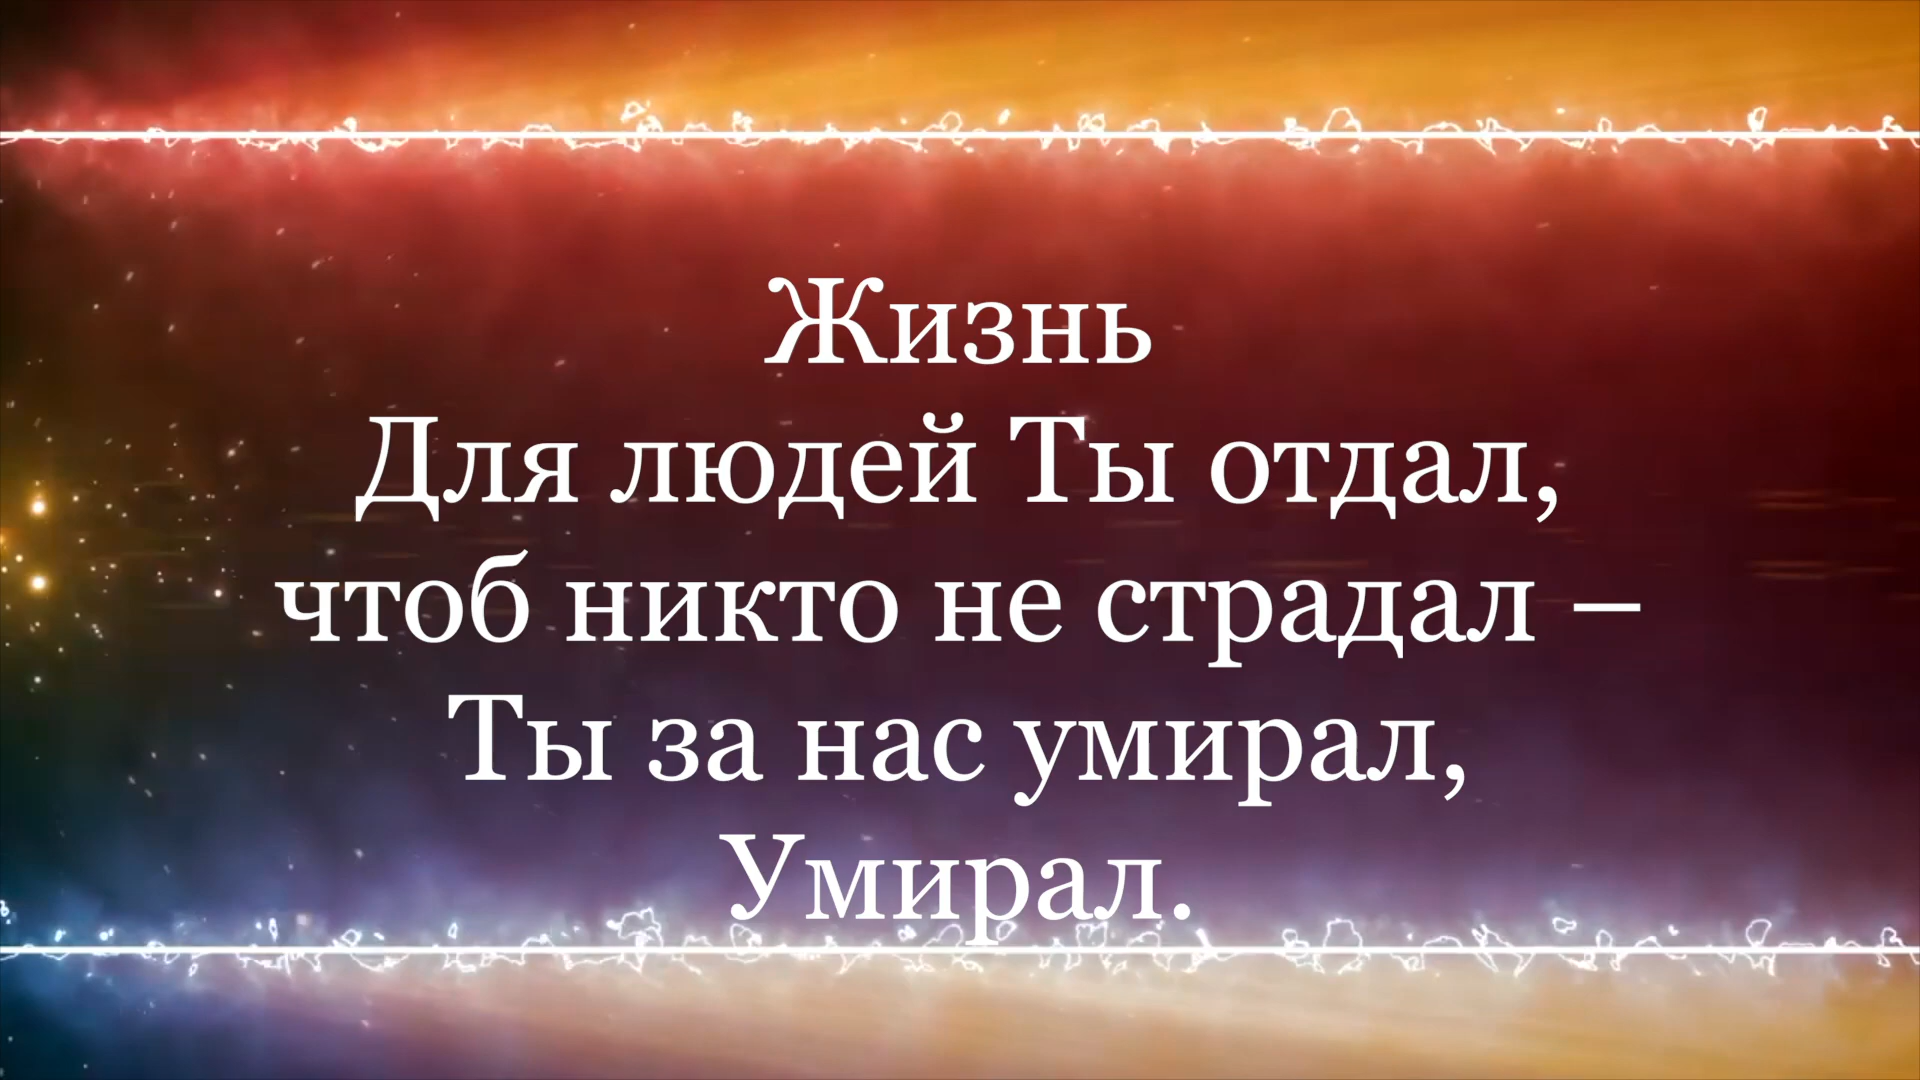 Жизнь
Для людей Ты отдал,
чтоб никто не страдал –
Ты за нас умирал,
Умирал.